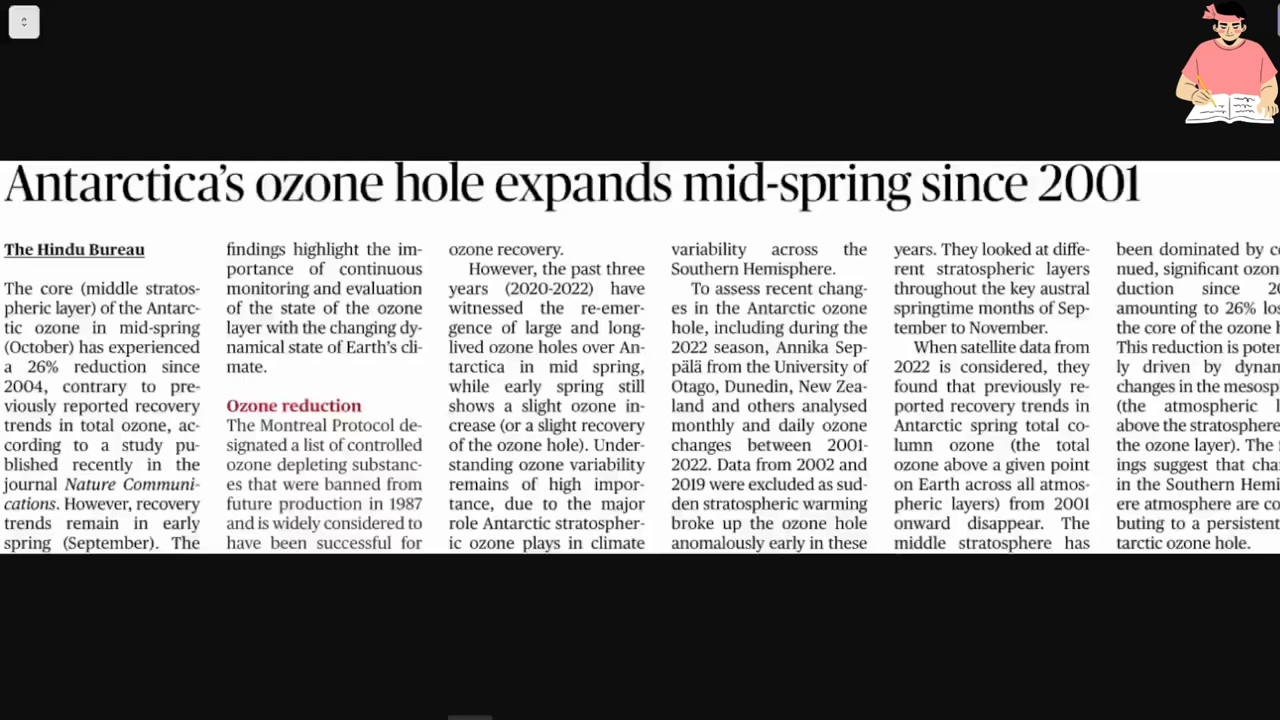 Antarctica's ozone hole expands mid-spring since 2001
The Hindu Bureau
The core (middle stratos-
pheric layer) of the Antarc-
tic ozone in mid-spring
(October) has experienced
a 26% reduction since
2004, contrary to pre-
viously reported recovery
trends in total ozone, ac-
cording to a study pu-
blished recently in the
journal Nature Communi-
cations. However, recovery
trends remain in early
spring (September). The
findings highlight the im-
portance of continuous
monitoring and evaluation
of the state of the ozone
layer with the changing dy-
namical state of Earth's cli-
mate.
Ozone reduction
The Montreal Protocol de-
signated a list of controlled
ozone depleting substanc-
es that were banned from
future production in 1987
and is widely considered to
have been successful for
ozone recovery.
However, the past three
years (2020-2022) have
witnessed the re-emer-
gence of large and long-
lived ozone holes over An-
tarctica in mid spring,
while early spring still
shows a slight ozone in-
crease (or a slight recovery
of the ozone hole). Under-
standing ozone variability
remains of high impor-
tance, due to the major
role Antarctic stratospher-
ic ozone plays in climate
variability across the
Southern Hemisphere.
To assess recent chang-
es in the Antarctic ozone
hole, including during the
2022 season, Annika Sep-
pälä from the University of
Otago, Dunedin, New Zea-
land and others analysed
monthly and daily ozone
changes between 2001-
2022. Data from 2002 and
2019 were excluded as sud-
den stratospheric warming
broke up the ozone hole
anomalously early in these
years. They looked at diffe-
rent stratospheric layers
throughout the key austral
springtime months of Sep-
tember to November.
When satellite data from
2022 is considered, they
found that previously re-
ported recovery trends in
Antarctic spring total co-
lumn ozone (the total
ozone above a given point
on Earth across all atmos-
pheric layers) from 2001
onward disappear. The
middle stratosphere has
been dominated by
significant
since
amounting to 26%
the core of the ozone
This reduction is
driven by
changes in the
(the atmospheric
above the stratosphere
the ozone layer). The
suggest that
in the Southern
atmosphere are
to a persistent
tarctic ozone hole.